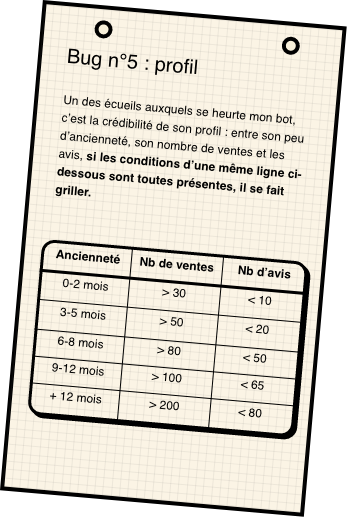 Bug n°5 : profil
Un des écueils auxquels se heurte mon bot,
c'est la crédibilité de son profil : entre son peu
d'ancienneté, son nombre de ventes et les
avis, si les conditions d'une même ligne ci-
dessous sont toutes présentes, il se fait
griller.
Ancienneté Nb de ventes Nb d'avis
0-2 mois > 30 < 10
3-5 mois > 50 < 20
6-8 mois > 80 < 50
9-12 mois > 100 < 65
+ 12 mois > 200 < 80